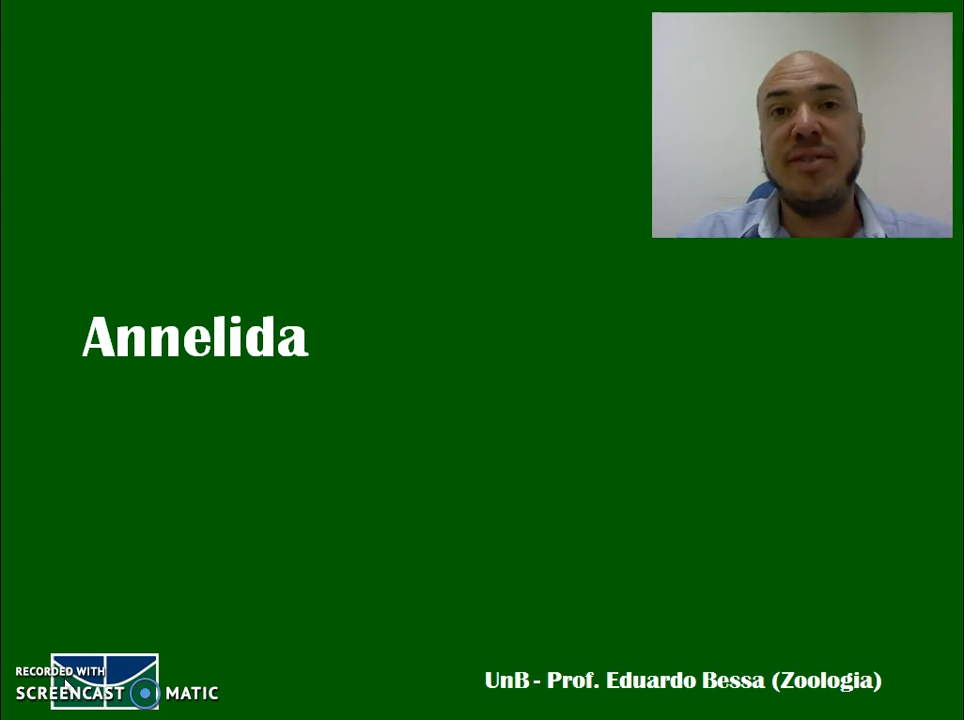 Annelida
RECORDED WITH
SCREENCAST MATIC
UnB - Prof. Eduardo Bessa (Zoologia)